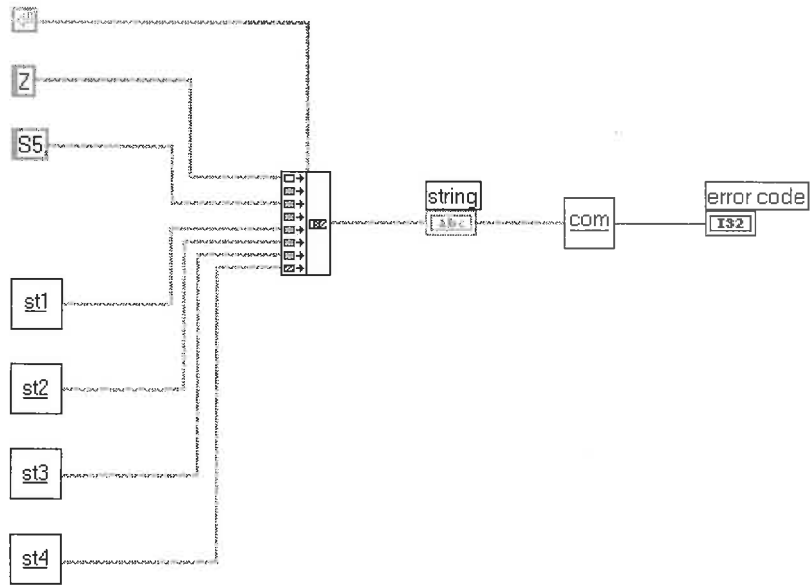 Z
S5
string
abc
com
error code
I32
st1
st2
st3
st4